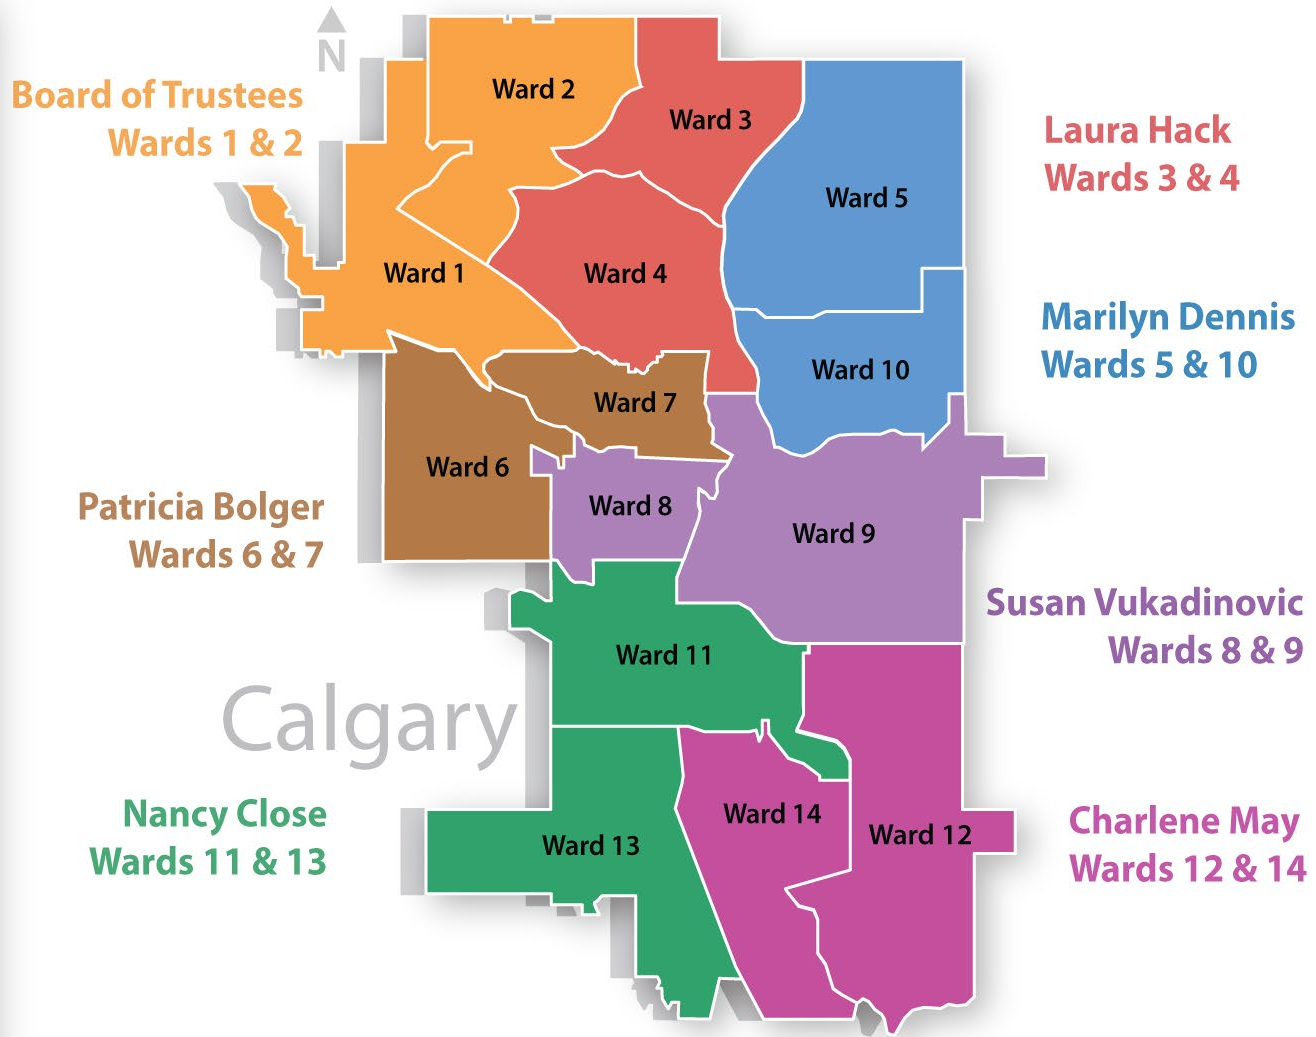 N
Board of Trustees
Wards 1 & 2
Ward 2
Ward 3
Laura Hack
Wards 3 & 4
Ward 5
Ward 1
Ward 4
Marilyn Dennis
Wards 5 & 10
Ward 10
Ward 7
Ward 6
Patricia Bolger
Wards 6 & 7
Ward 8
Ward 9
Susan Vukadinovic
Wards 8 & 9
Ward 11
Calgary
Nancy Close
Wards 11 & 13
Ward 13
Ward 14
Ward 12
Charlene May
Wards 12 & 14